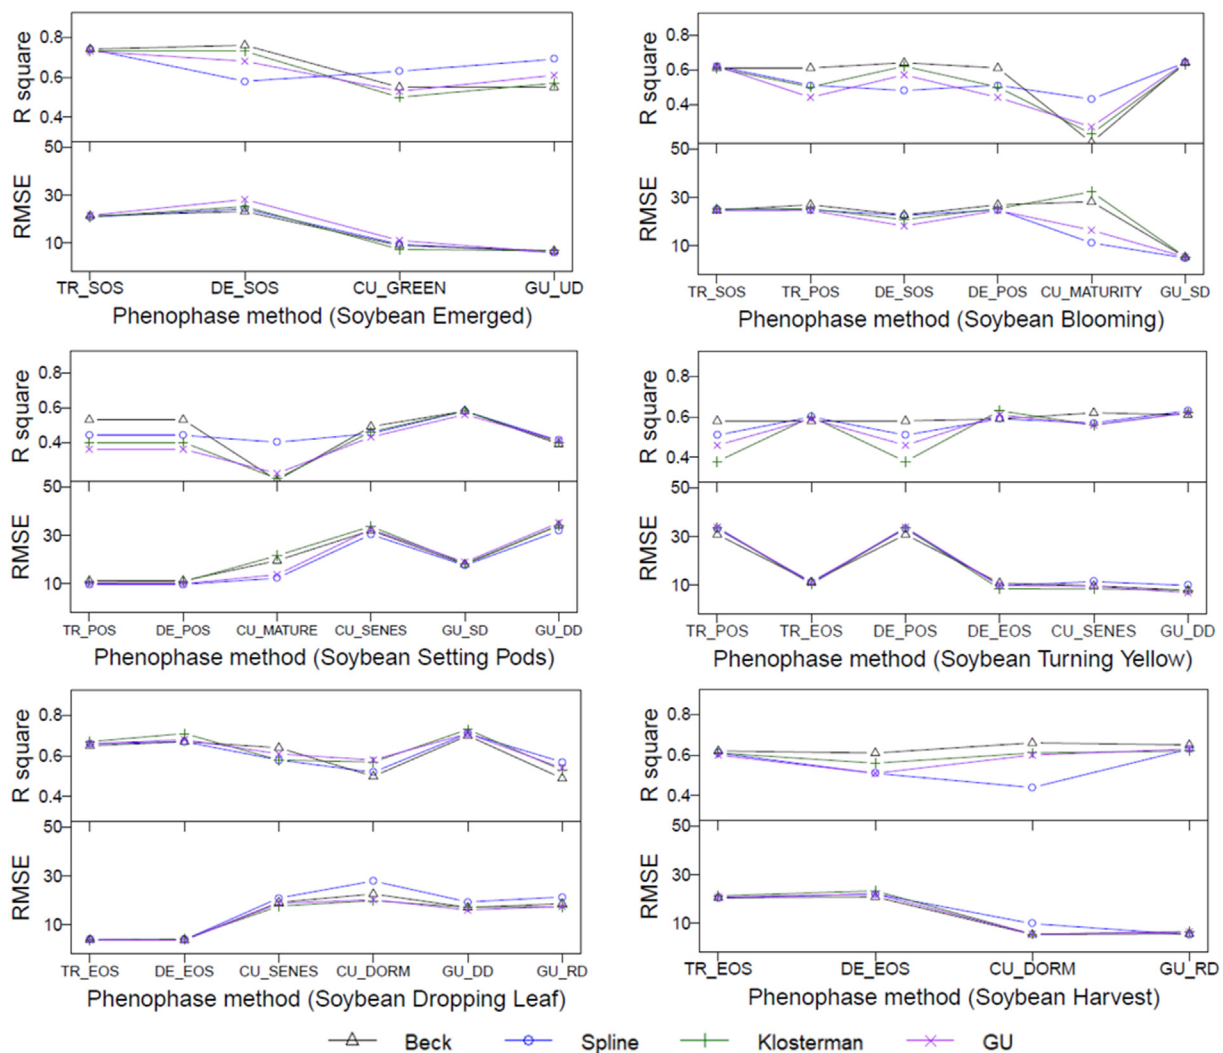 R square
0.8
0.6
0.4
RMSE
50
30
10
TR_SOS DE_SOS CU_GREEN GU_UD
Phenophase method (Soybean Emerged)
R square
0.8
0.6
0.4
RMSE
50
30
10
TR_SOS TR_POS DE_SOS DE_POS CU_MATURITY GU_SD
Phenophase method (Soybean Blooming)
R square
0.8
0.6
0.4
RMSE
50
30
10
TR_POS DE_POS CU_MATURE CU_SENES GU_SD GU_DD
Phenophase method (Soybean Setting Pods)
R square
0.8
0.6
0.4
RMSE
50
30
10
TR_POS TR_EOS DE_POS DE_EOS CU_SENES GU_DD
Phenophase method (Soybean Turning Yellow)
R square
0.8
0.6
0.4
RMSE
50
30
10
TR_EOS DE_EOS CU_SENES CU_DORM GU_DD GU_RD
Phenophase method (Soybean Dropping Leaf)
R square
0.8
0.6
0.4
RMSE
50
30
10
TR_EOS DE_EOS CU_DORM GU_RD
Phenophase method (Soybean Harvest)
Beck Spline Klosterman GU